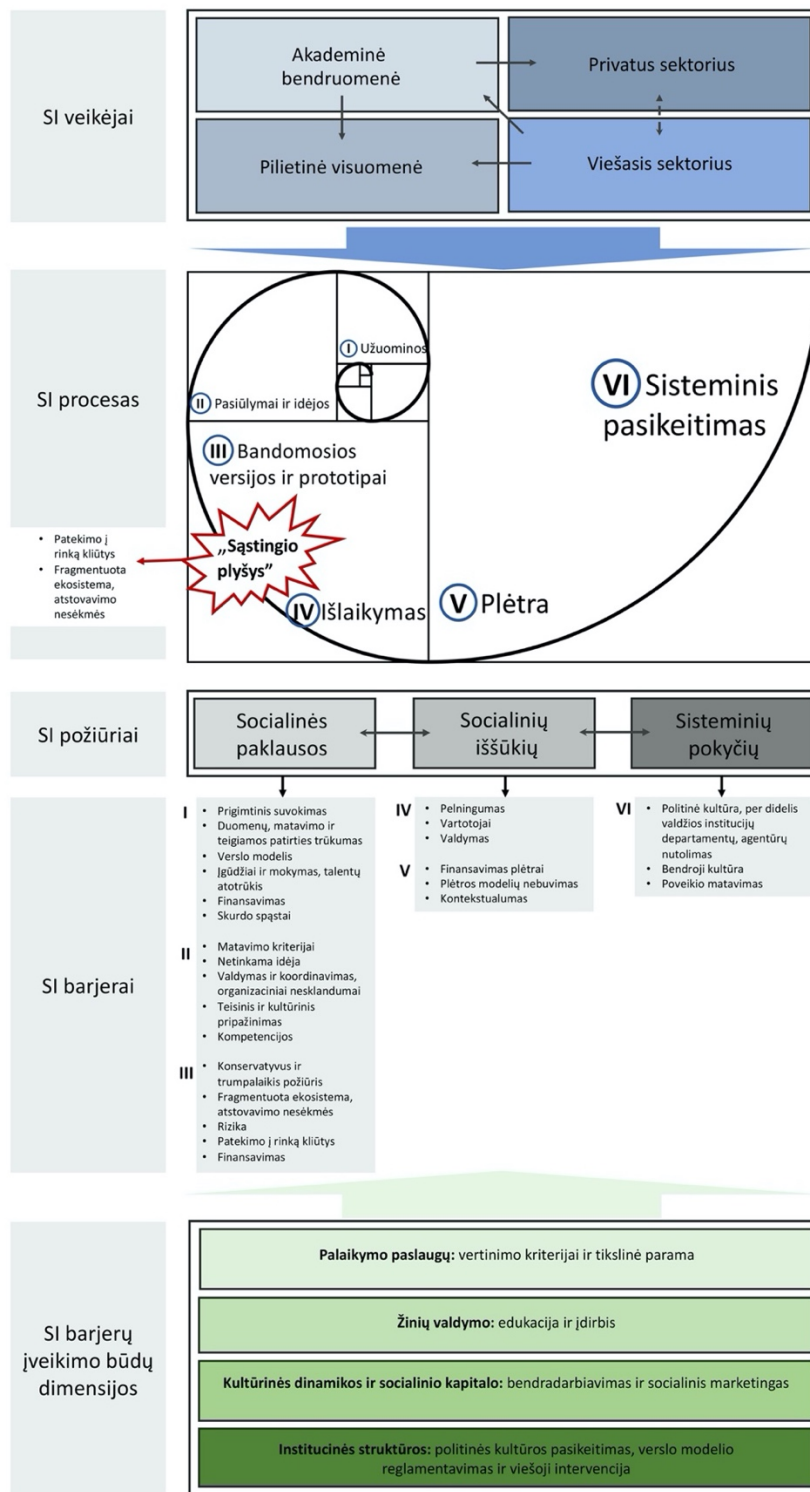 SI veikėjai
Akademinė
bendruomenė
Privatus sektorius
Pilietinė visuomenė
Viešasis sektorius
SI procesas
I Užuominos
II Pasiūlymai ir idėjos
III Bandomosios
versijos ir prototipai
VI Sisteminis
pasikeitimas
• Patekimo į
rinką kliūtys
• Fragmentuota
ekosistema,
atstovavimo
nesėkmės
„Sąstingio
plyšys”
IV Išlaikymas
V Plėtra
SI požiūriai
Socialinės
paklausos
Socialinių
iššūkių
Sisteminių
pokyčių
SI barjerai
I
• Prigimtinis suvokimas
• Duomenų, matavimo ir
teigiamos patirties trūkumas
• Verslo modelis
• Įgūdžiai ir mokymas, talentų
atotrūkis
• Finansavimas
• Skurdo spąstai
II
• Matavimo kriterijai
• Netinkama idėja
• Valdymas ir koordinavimas,
organizaciniai nesklandumai
• Teisinis ir kultūrinis
pripažinimas
• Kompetencijos
III
• Konservatyvus ir
trumpalaikis požiūris
• Fragmentuota ekosistema,
atstovavimo nesėkmės
• Rizika
• Patekimo į rinką kliūtys
• Finansavimas
IV
• Pelningumas
• Vartotojai
• Valdymas
V
• Finansavimas plėtrai
• Plėtros modelių nebuvimas
• Kontekstualumas
VI
• Politinė kultūra, per didelis
valdžios institucijų
departamentų, agentūrų
nutolimas
• Bendroji kultūra
• Poveikio matavimas
SI barjerų
įveikimo būdų
dimensijos
Palaikymo paslaugų: vertinimo kriterijai ir tikslinė parama
Žinių valdymo: edukacija ir įdirbis
Kultūrinės dinamikos ir socialinio kapitalo: bendradarbiavimas ir socialinis marketingas
Institucinės struktūros: politinės kultūros pasikeitimas, verslo modelio
reglamentavimas ir viešoji intervencija